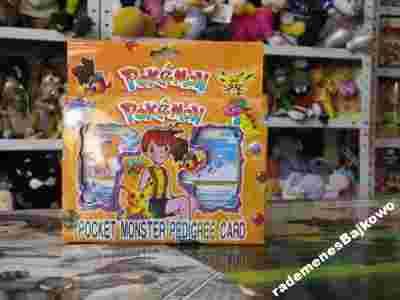 POKéMON
POKéMON
POCKET MONSTER PEDIGREE CARD
rademenesBajkowo